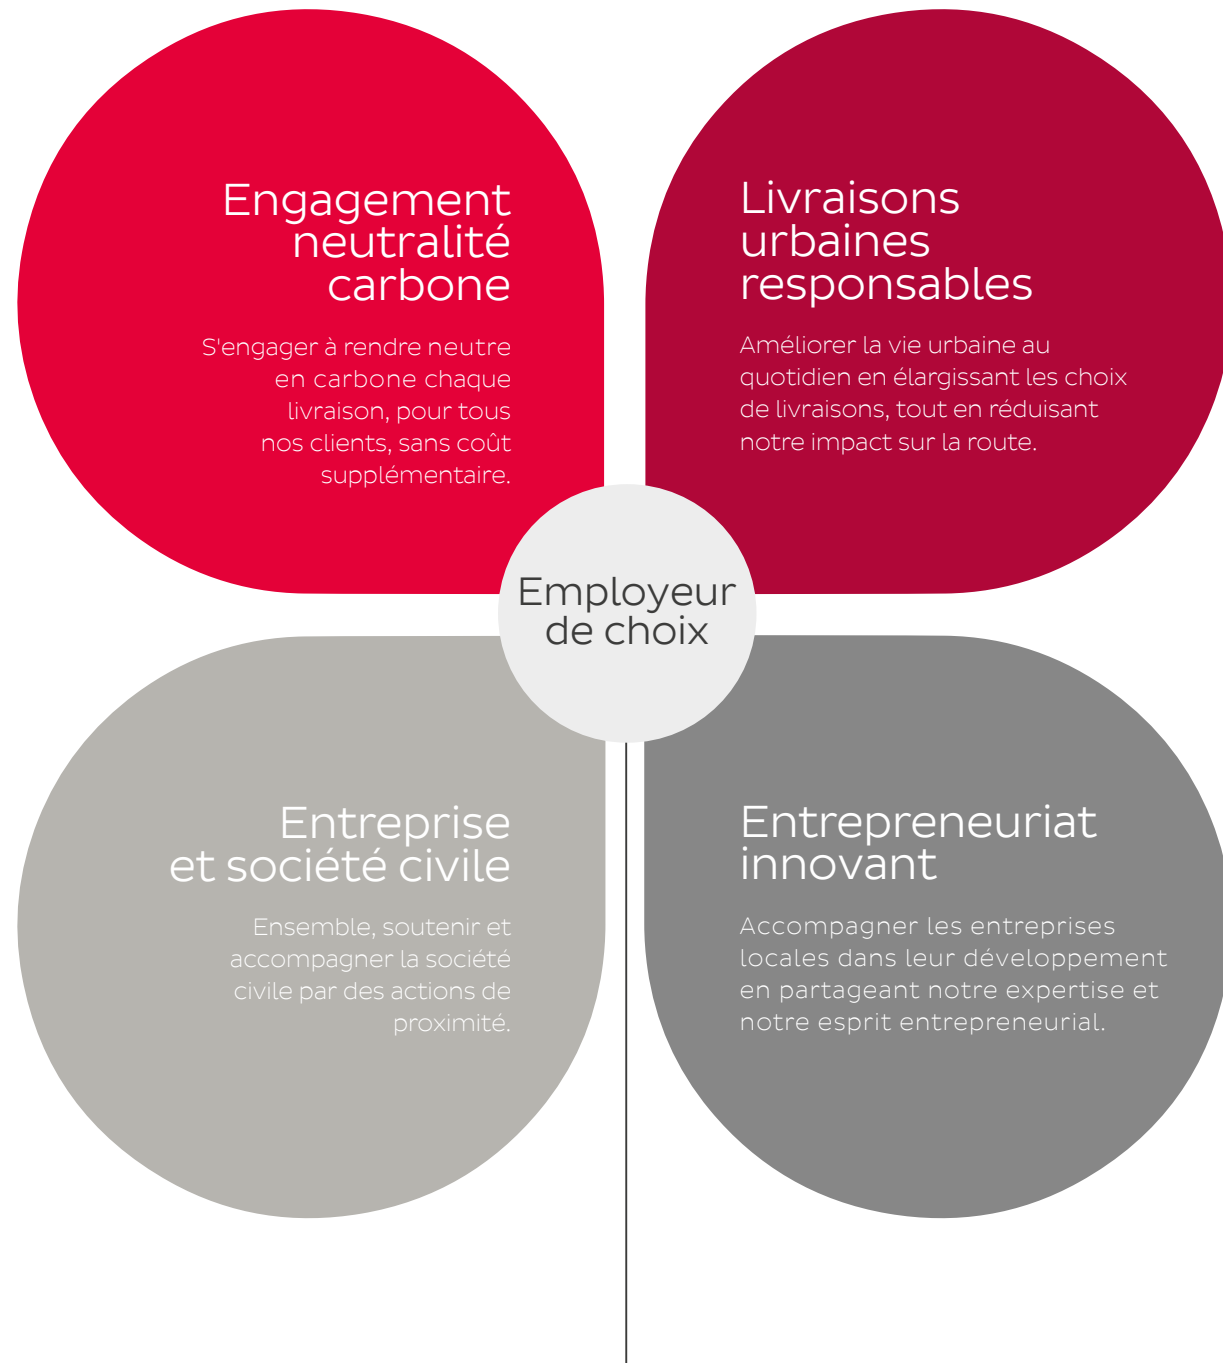 Engagement
neutralité
carbone
S'engager à rendre neutre
en carbone chaque
livraison, pour tous
nos clients, sans coût
supplémentaire.
Livraisons
urbaines
responsables
Améliorer la vie urbaine au
quotidien en élargissant les choix
de livraisons, tout en réduisant
notre impact sur la route.
Employeur
de choix
Entreprise
et société civile
Ensemble, soutenir et
accompagner la société
civile par des actions de
proximité.
Entrepreneuriat
innovant
Accompagner les entreprises
locales dans leur développement
en partageant notre expertise et
notre esprit entrepreneurial.